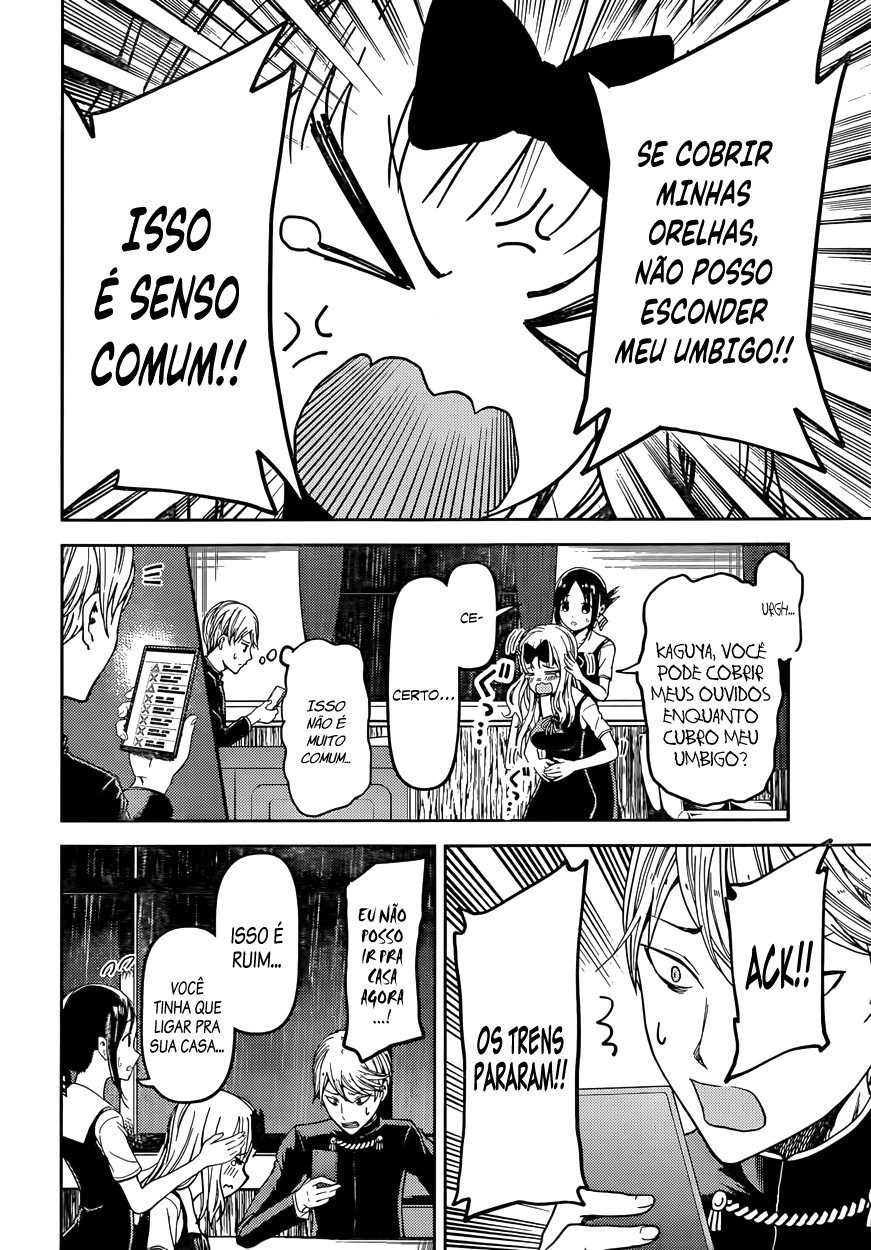 SE COBRIR
MINHAS
ORELHAS,
NÃO POSSO
ESCONDER
MEU UMBIGO!!
ISSO
É SENSO
COMUM!!
URGH...
KAGUYA, VOCÊ
PODE COBRIR
MEUS OUVIDOS
ENQUANTO
CUBRO MEU
UMBIGO?
CE-
CERTO...
ISSO
NÃO É
MUITO
COMUM...
ACK!!
OS TRENS
PARARAM!!
EU NÃO
POSSO
IR PRA
CASA
AGORA
...!
ISSO É
RUIM...
VOCÊ
TINHA QUE
LIGAR PRA
SUA CASA...